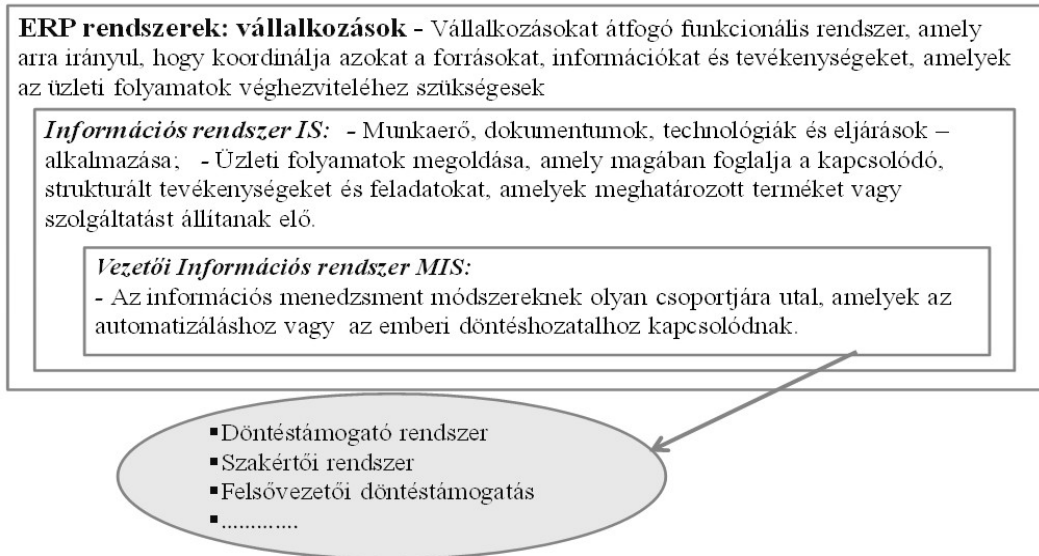 ERP rendszerek: vállalkozások - Vállalkozásokat átfogó funkcionális rendszer, amely
arra irányul, hogy koordinálja azokat a forrásokat, információkat és tevékenységeket, amelyek
az üzleti folyamatok véghezviteléhez szükségesek
Információs rendszer IS: - Munkaerő, dokumentumok, technológiák és eljárások –
alkalmazása; - Üzleti folyamatok megoldása, amely magában foglalja a kapcsolódó,
strukturált tevékenységeket és feladatokat, amelyek meghatározott terméket vagy
szolgáltatást állítanak elő.
Vezetői Információs rendszer MIS:
- Az információs menedzsment módszereknek olyan csoportjára utal, amelyek az
automatizáláshoz vagy az emberi döntéshozatalhoz kapcsolódnak.
▪Döntéstámogató rendszer
▪Szakértői rendszer
▪Felsővezetői döntéstámogatás
▪.............